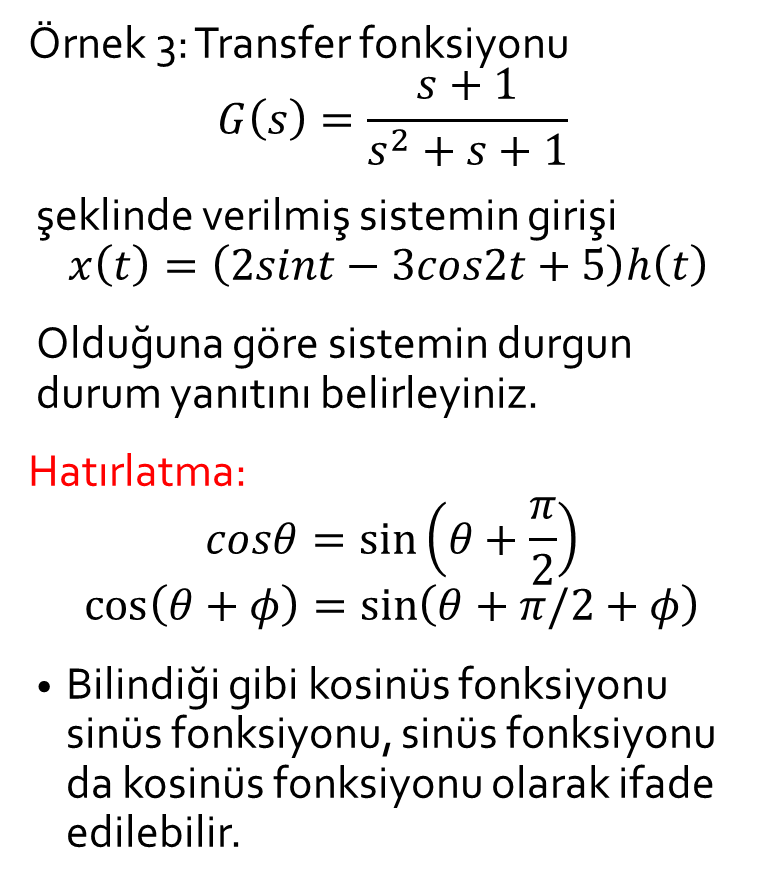 Örnek 3: Transfer fonksiyonu
G(s) = (s + 1)/(s² + s + 1)
şeklinde verilmiş sistemin girişi
x(t) = (2sint − 3cos2t + 5)h(t)
Olduğuna göre sistemin durgun
durum yanıtını belirleyiniz.
Hatırlatma:
cosθ = sin(θ + π/2)
cos(θ + ϕ) = sin(θ + π/2 + ϕ)
• Bilindiği gibi kosinüs fonksiyonu
sinüs fonksiyonu, sinüs fonksiyonu
da kosinüs fonksiyonu olarak ifade
edilebilir.